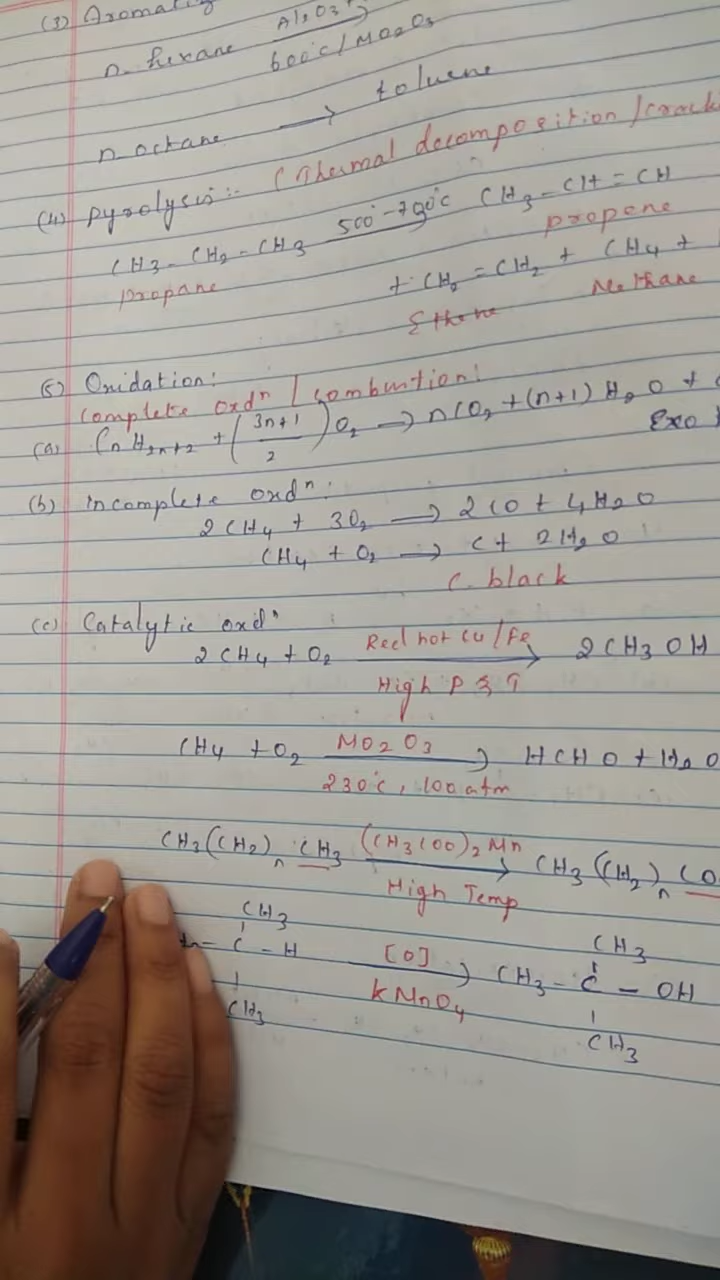 (3) Aromati
n-hexane Al2O3 → 600°C/Mo2O3
n octane → toluene
(4) Pyrolysis:- (Thermal decomposition / crack
CH3-CH2-CH3 500°-700°C CH3-CH=CH
propane propene
+ CH2=CH2 + CH4 +
Ethene Methane
(5) Oxidation:
Complete oxdn / combustion:
(a) CnH2n+2 + (3n+1/2) O2 → nCO2 + (n+1) H2O +
Exo
(b) Incomplete oxdn:
2CH4 + 3O2 → 2CO + 4H2O
CH4 + O2 → C + 2H2O
C. black
(c) Catalytic oxdn
2CH4 + O2 Red hot Cu/Fe → 2CH3OH
High P & T
CH4 + O2 Mo2O3 → HCHO + H2O
230°C, 100 atm
CH3(CH2)n CH3 (CH3COO)2Mn → CH3(CH2)n CO
High Temp
CH3 CH3
- C - H [O] → CH3 - C - OH
KMnO4
CH3 CH3